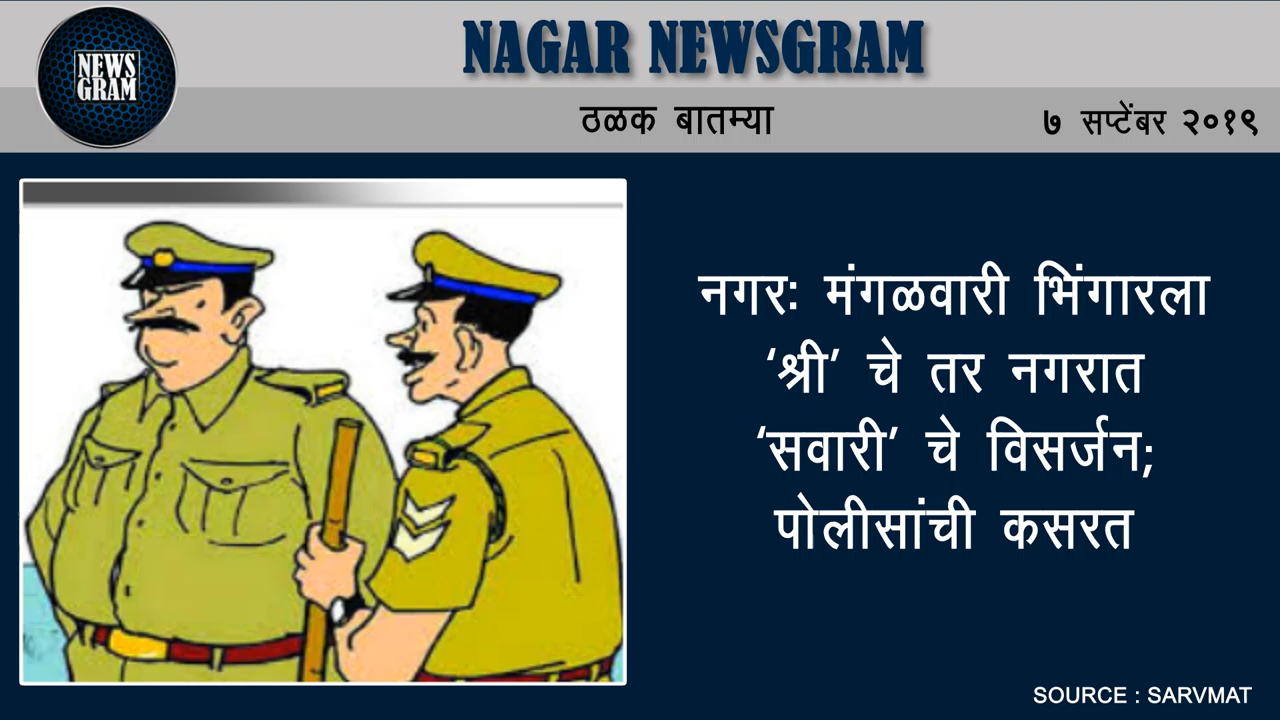 NEWS
GRAM
NAGAR NEWSGRAM
ठळक बातम्या
७ सप्टेंबर २०१९
नगरः मंगळवारी भिंगारला
‘श्री’ चे तर नगरात
‘सवारी’ चे विसर्जन;
पोलीसांची कसरत
SOURCE : SARVMAT